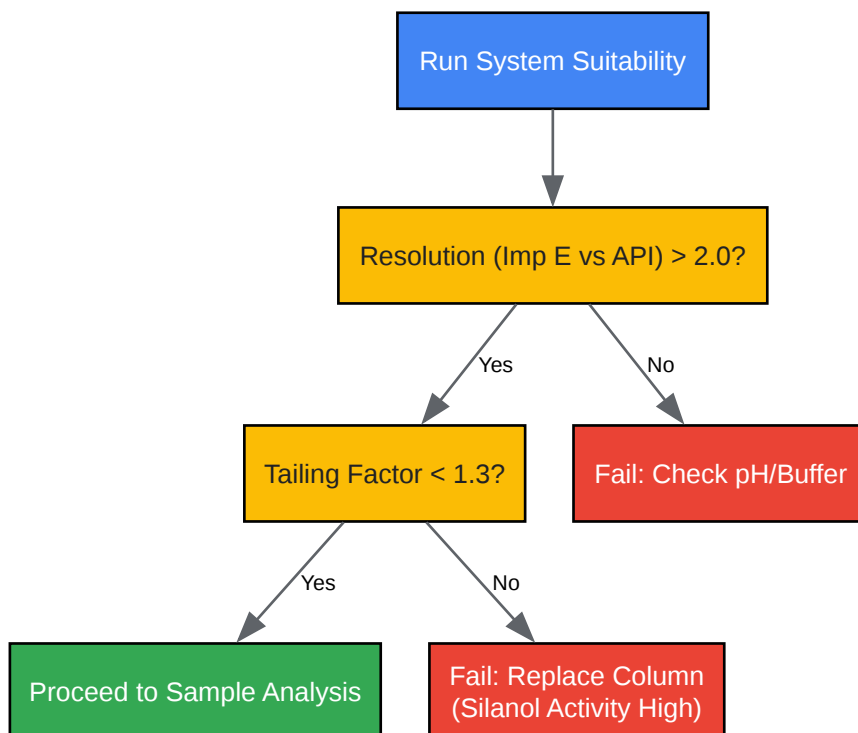 Run System Suitability
Resolution (Imp E vs API) > 2.0?
Yes
No
Tailing Factor < 1.3?
Fail: Check pH/Buffer
Yes
No
Proceed to Sample Analysis
Fail: Replace Column
(Silanol Activity High)